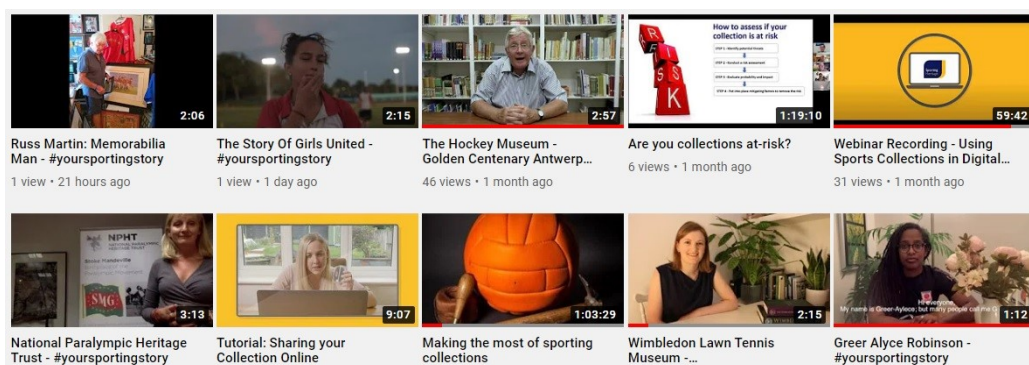 2:06
2:15
2:57
How to assess if your
collection is at risk
RISK
1:19:10
59:42
Russ Martin: Memorabilia
Man - #yoursportingstory
1 view • 21 hours ago
The Story Of Girls United -
#yoursportingstory
1 view • 1 day ago
The Hockey Museum -
Golden Centenary Antwerp...
46 views • 1 month ago
Are you collections at-risk?
6 views • 1 month ago
Webinar Recording - Using
Sports Collections in Digital...
31 views • 1 month ago
NPHT
SMG
3:13
9:07
1:03:29
2:15
Hi everyone,
My name is Greer-Aylece, but many people call me G
1:12
National Paralympic Heritage
Trust - #yoursportingstory
Tutorial: Sharing your
Collection Online
Making the most of sporting
collections
Wimbledon Lawn Tennis
Museum -...
Greer Alyce Robinson -
#yoursportingstory